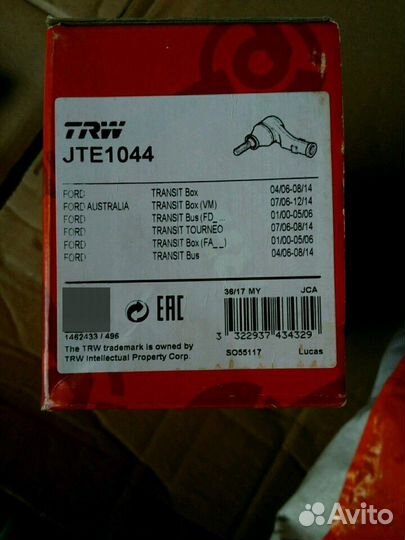 TRW
JTE1044
FORD TRANSIT Box 04/06-08/14
FORD AUSTRALIA TRANSIT Box (VM) 07/06-12/14
FORD TRANSIT Bus (FD_ ... 01/00-05/06
FORD TRANSIT TOURNEO 07/06-08/14
FORD TRANSIT Box (FA_ _) 01/00-05/06
FORD TRANSIT Bus 04/06-08/14
36/17 MY JCA
EAC
1462433 / 496
3 322937 434329
The TRW trademark is owned by
TRW Intellectual Property Corp.
SO55117 Lucas
Avito